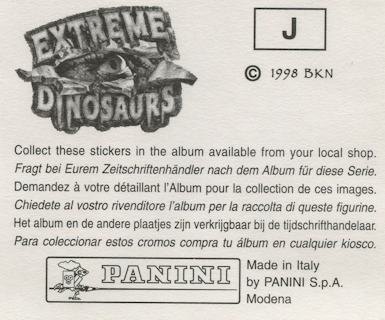 EXTREME
DINOSAURS
J
© 1998 BKN
Collect these stickers in the album available from your local shop.
Fragt bei Eurem Zeitschriftenhändler nach dem Album für diese Serie.
Demandez à votre détaillant l'Album pour la collection de ces images.
Chiedete al vostro rivenditore l'album per la raccolta di queste figurine.
Het album en de andere plaatjes zijn verkrijgbaar bij de tijdschrifthandelaar.
Para coleccionar estos cromos compra tu álbum en cualquier kiosco.
PANINI
Made in Italy
by PANINI S.p.A.
Modena